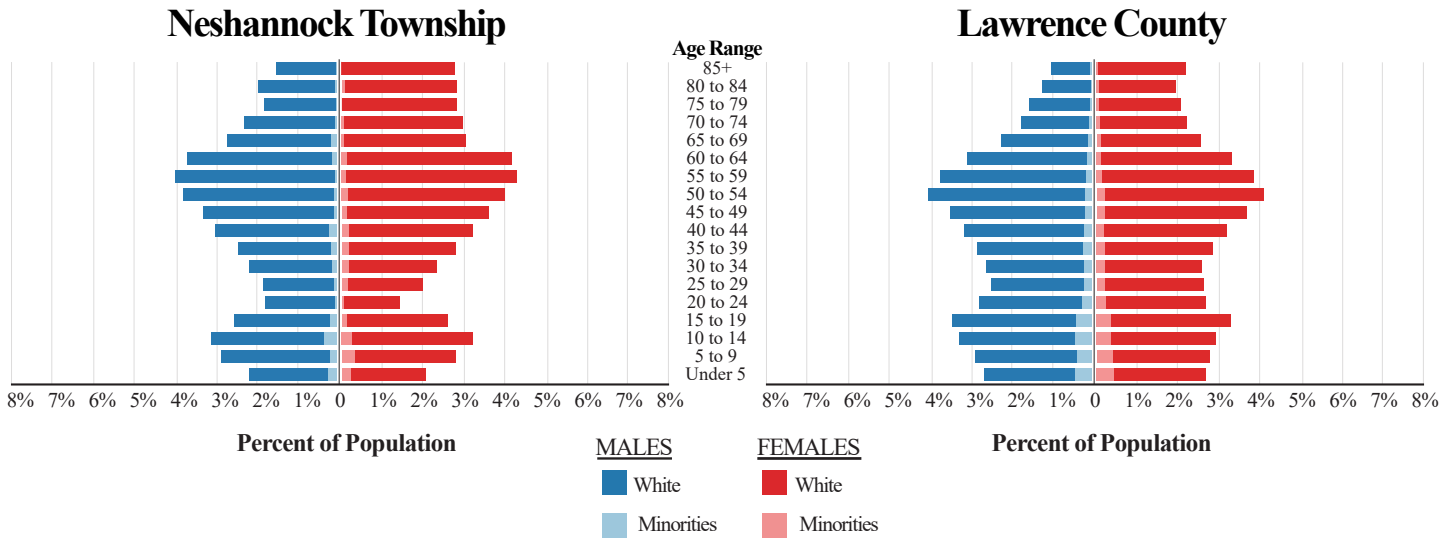 Neshannock Township
Lawrence County
Age Range
85+
80 to 84
75 to 79
70 to 74
65 to 69
60 to 64
55 to 59
50 to 54
45 to 49
40 to 44
35 to 39
30 to 34
25 to 29
20 to 24
15 to 19
10 to 14
5 to 9
Under 5
8% 7% 6% 5% 4% 3% 2% 1% 0 1% 2% 3% 4% 5% 6% 7% 8%
8% 7% 6% 5% 4% 3% 2% 1% 0 1% 2% 3% 4% 5% 6% 7% 8%
Percent of Population
Percent of Population
MALES
FEMALES
White
White
Minorities
Minorities